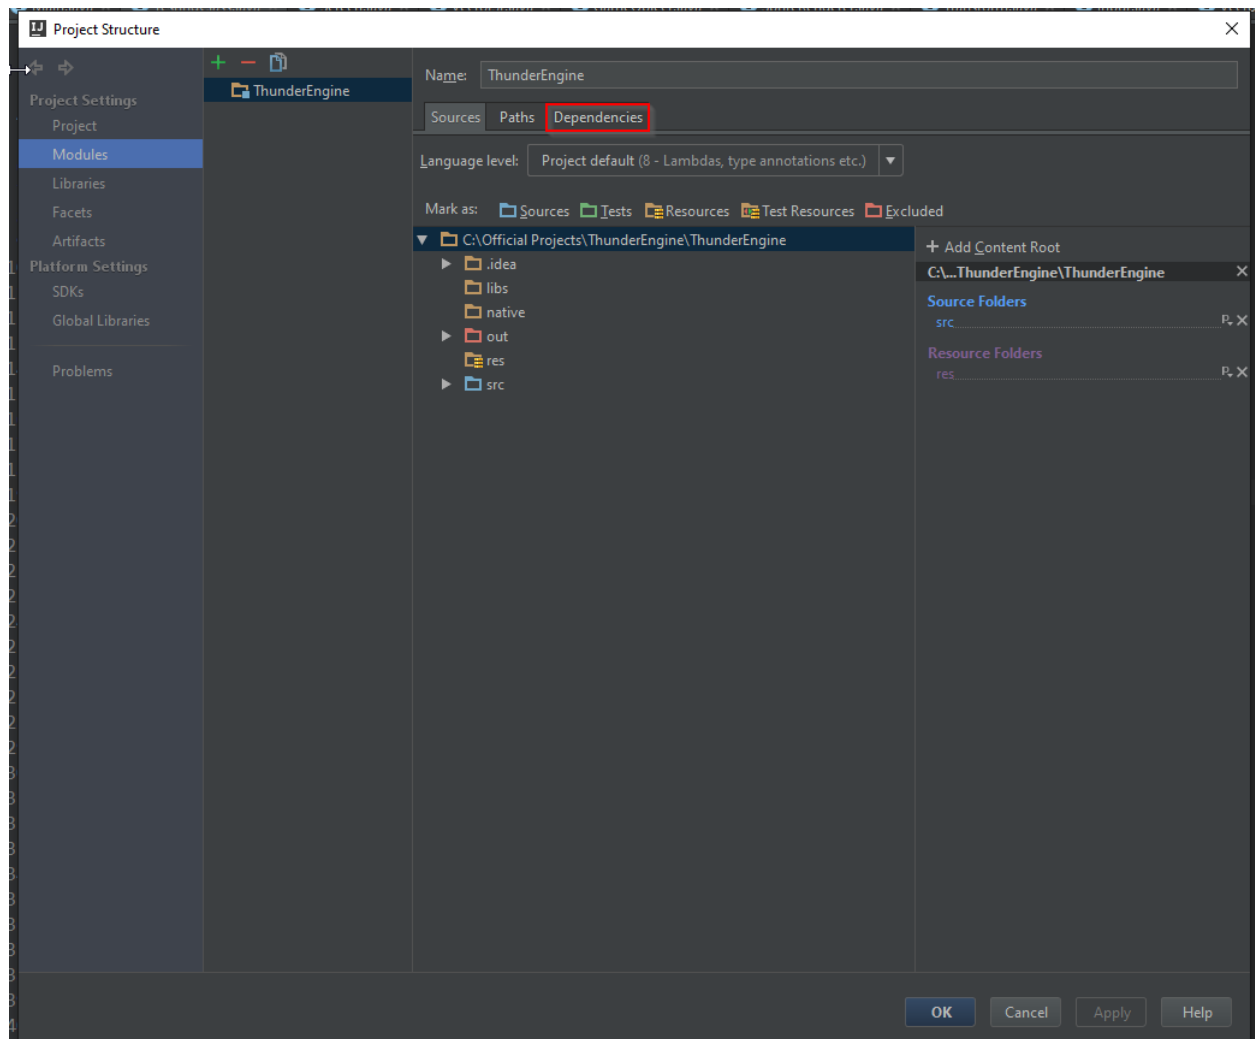 Project Structure
Project Settings
Project
Modules
Libraries
Facets
Artifacts
Platform Settings
SDKs
Global Libraries
Problems
ThunderEngine
Name: ThunderEngine
Sources Paths Dependencies
Language level: Project default (8 - Lambdas, type annotations etc.)
Mark as: Sources Tests Resources Test Resources Excluded
C:\Official Projects\ThunderEngine\ThunderEngine
.idea
libs
native
out
res
src
+ Add Content Root
C:\...ThunderEngine\ThunderEngine
Source Folders
src
Resource Folders
res
OK Cancel Apply Help